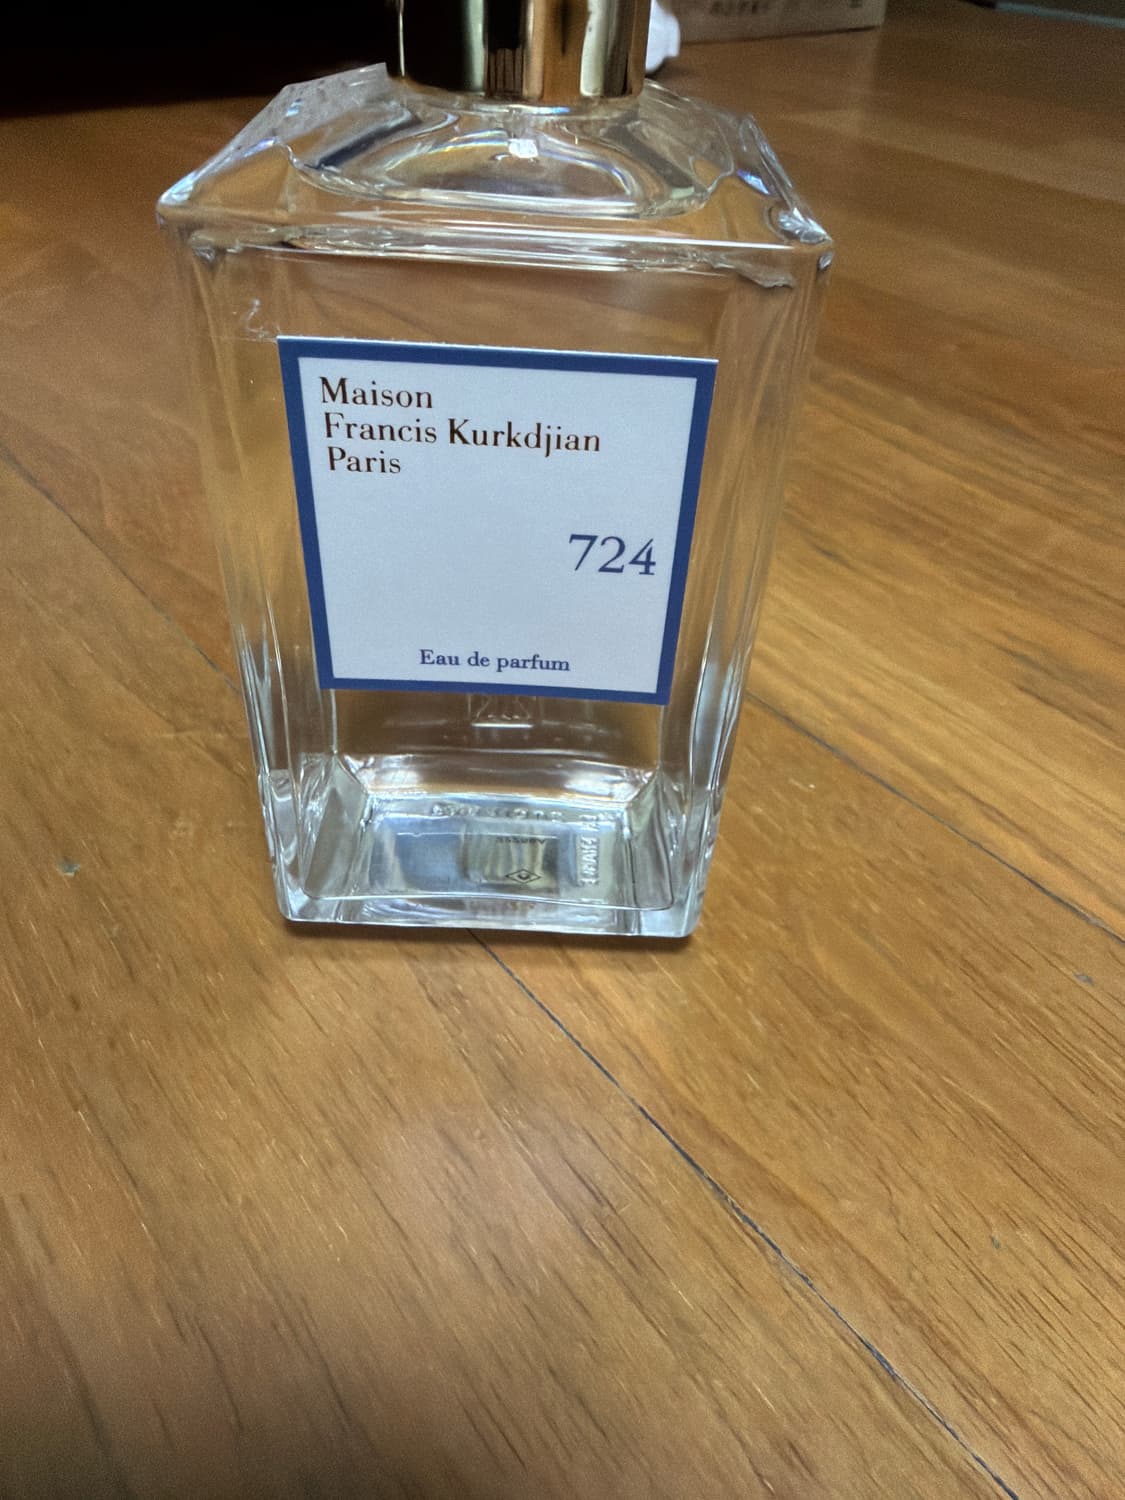 Maison
Francis Kurkdjian
Paris
724
Eau de parfum